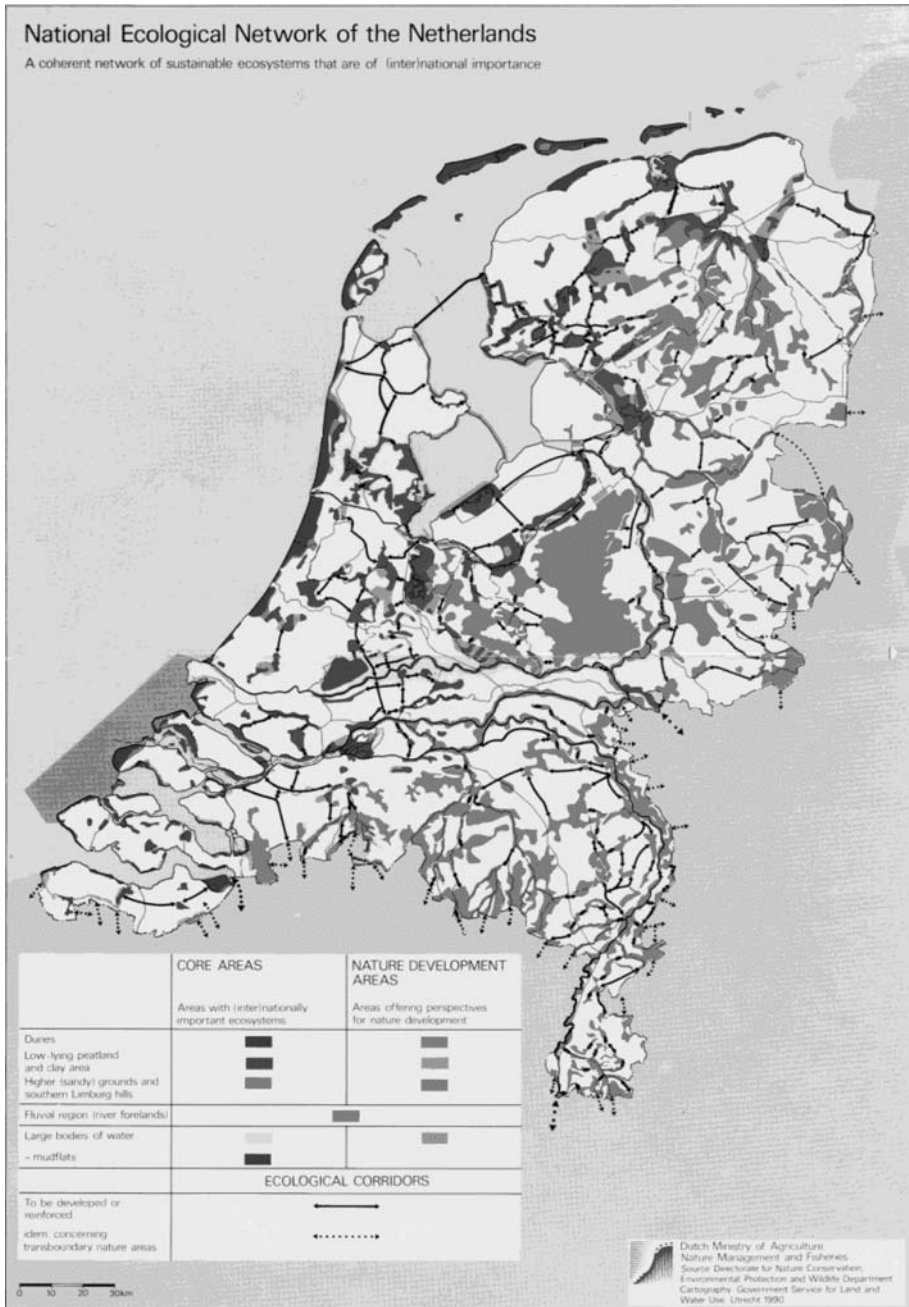 National Ecological Network of the Netherlands
A coherent network of sustainable ecosystems that are of (inter)national importance
CORE AREAS
NATURE DEVELOPMENT
AREAS
Areas with (inter)nationally
important ecosystems
Areas offering perspectives
for nature development
Dunes
Low-lying peatland
and clay area
Higher (sandy) grounds and
southern Limburg hills
Fluvial region (river forelands)
Large bodies of water
- mudflats
ECOLOGICAL CORRIDORS
To be developed or
reinforced
idem. concerning
transboundary nature areas
0 10 20 30km
Dutch Ministry of Agriculture,
Nature Management and Fisheries
Source Directorate for Nature Conservation,
Environmental Protection and Wildlife Department
Cartography Government Service for Land and
Water Use, Utrecht 1990